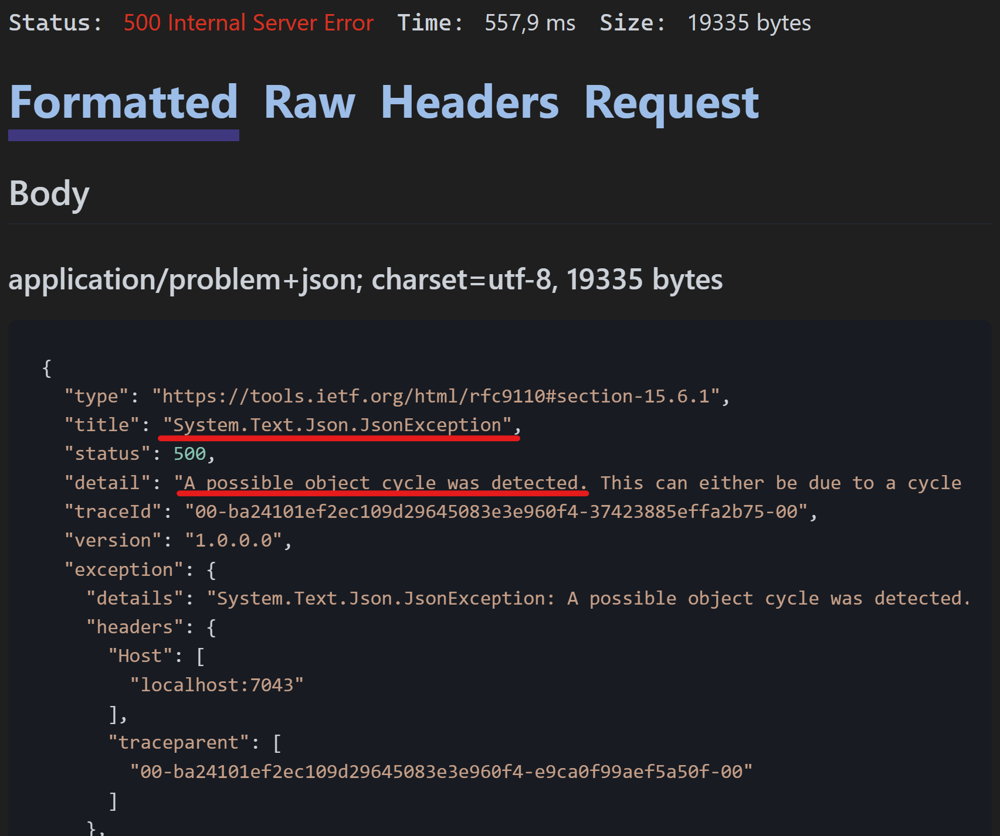 Status: 500 Internal Server Error Time: 557,9 ms Size: 19335 bytes
Formatted Raw Headers Request
Body
application/problem+json; charset=utf-8, 19335 bytes
{
"type": "https://tools.ietf.org/html/rfc9110#section-15.6.1",
"title": "System.Text.Json.JsonException",
"status": 500,
"detail": "A possible object cycle was detected. This can either be due to a cycle
"traceId": "00-ba24101ef2ec109d29645083e3e960f4-37423885effa2b75-00",
"version": "1.0.0.0",
"exception": {
"details": "System.Text.Json.JsonException: A possible object cycle was detected.
"headers": {
"Host": [
"localhost:7043"
],
"traceparent": [
"00-ba24101ef2ec109d29645083e3e960f4-e9ca0f99aef5a50f-00"
]
},